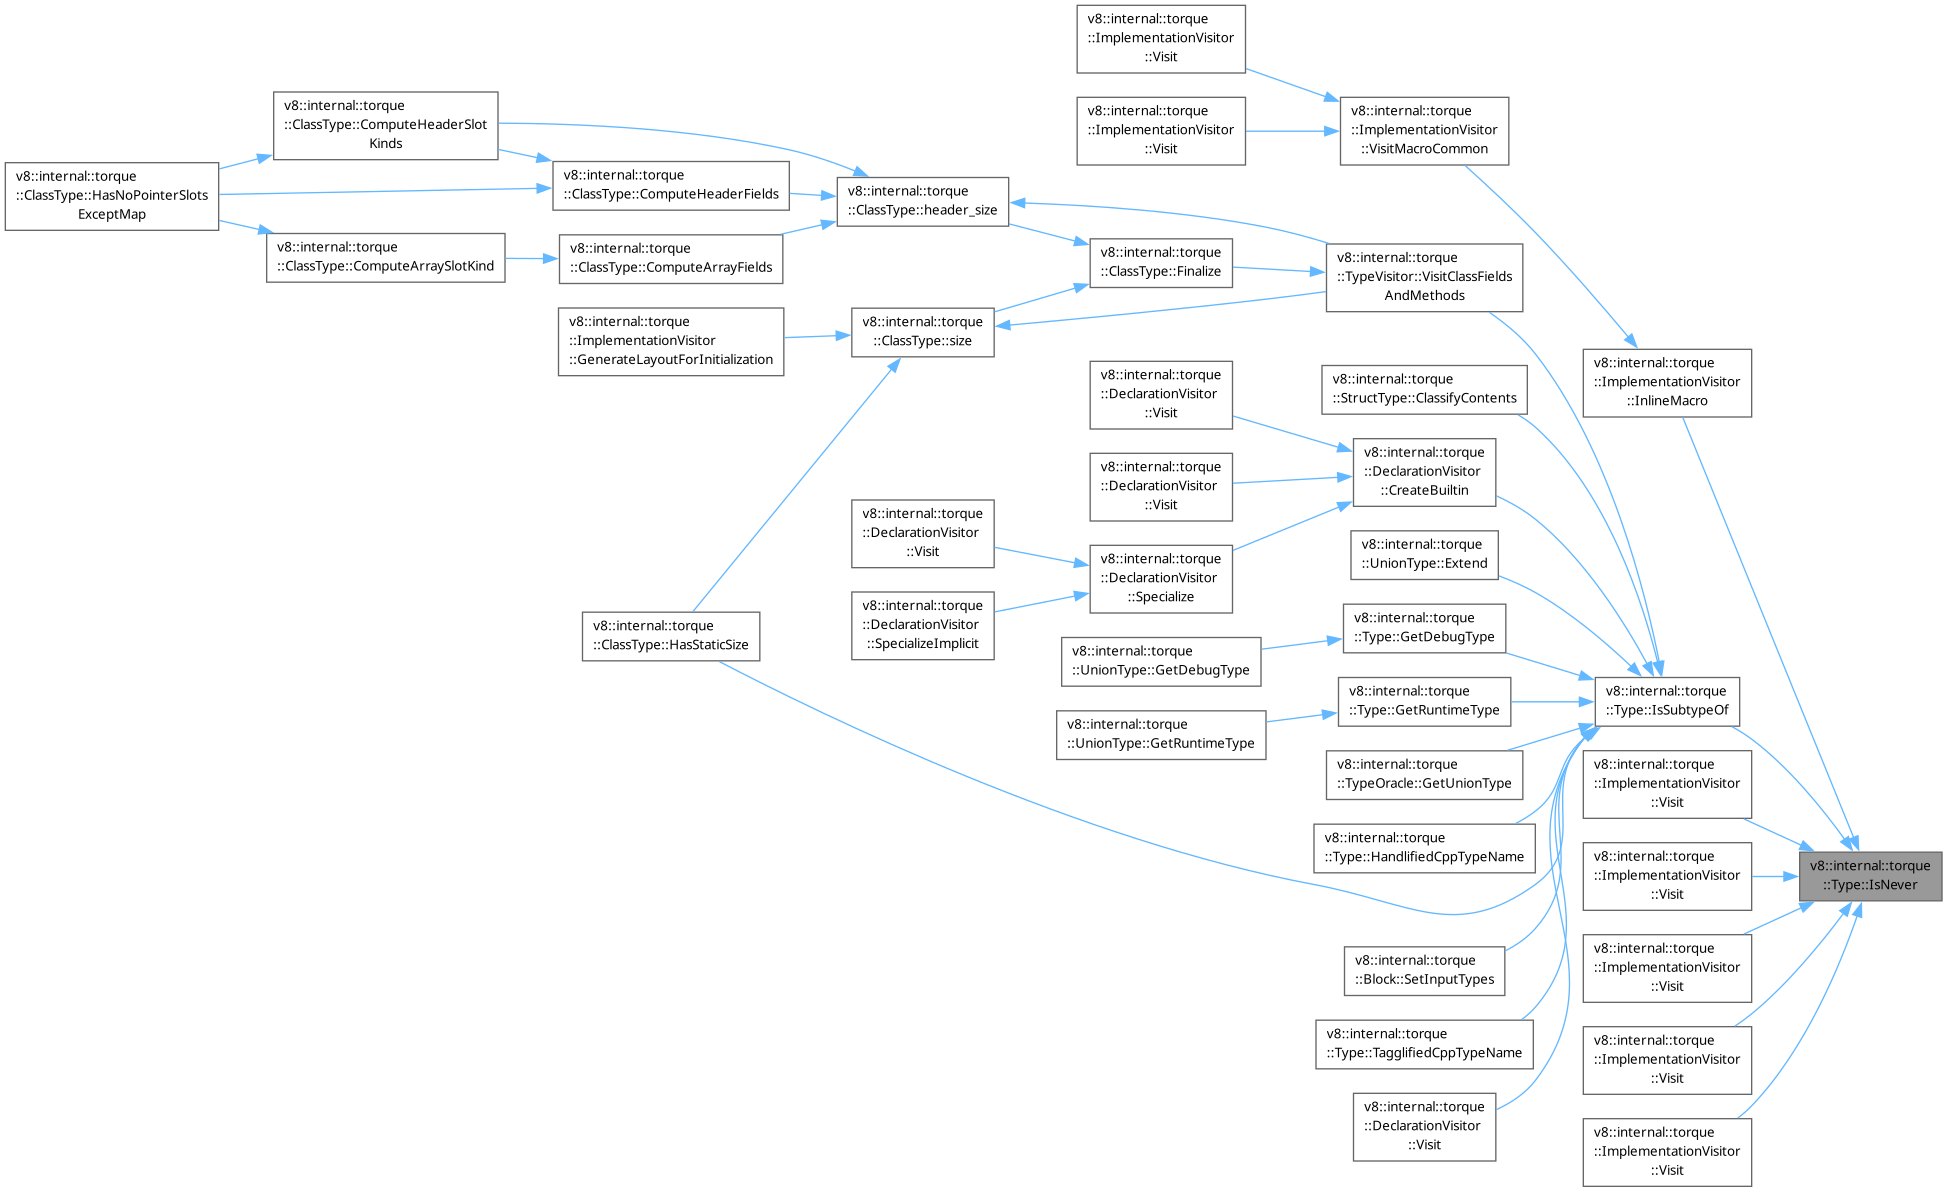 v8::internal::torque
::ImplementationVisitor
::Visit
v8::internal::torque
::ClassType::ComputeHeaderSlot
Kinds
v8::internal::torque
::ImplementationVisitor
::Visit
v8::internal::torque
::ImplementationVisitor
::VisitMacroCommon
v8::internal::torque
::ClassType::HasNoPointerSlots
ExceptMap
v8::internal::torque
::ClassType::ComputeHeaderFields
v8::internal::torque
::ClassType::header_size
v8::internal::torque
::ClassType::ComputeArraySlotKind
v8::internal::torque
::ClassType::ComputeArrayFields
v8::internal::torque
::ClassType::Finalize
v8::internal::torque
::TypeVisitor::VisitClassFields
AndMethods
v8::internal::torque
::ImplementationVisitor
::GenerateLayoutForInitialization
v8::internal::torque
::ClassType::size
v8::internal::torque
::ImplementationVisitor
::InlineMacro
v8::internal::torque
::DeclarationVisitor
::Visit
v8::internal::torque
::StructType::ClassifyContents
v8::internal::torque
::DeclarationVisitor
::CreateBuiltin
v8::internal::torque
::DeclarationVisitor
::Visit
v8::internal::torque
::DeclarationVisitor
::Visit
v8::internal::torque
::UnionType::Extend
v8::internal::torque
::DeclarationVisitor
::Specialize
v8::internal::torque
::DeclarationVisitor
::SpecializeImplicit
v8::internal::torque
::ClassType::HasStaticSize
v8::internal::torque
::Type::GetDebugType
v8::internal::torque
::UnionType::GetDebugType
v8::internal::torque
::Type::IsSubtypeOf
v8::internal::torque
::Type::GetRuntimeType
v8::internal::torque
::UnionType::GetRuntimeType
v8::internal::torque
::TypeOracle::GetUnionType
v8::internal::torque
::ImplementationVisitor
::Visit
v8::internal::torque
::Type::HandlifiedCppTypeName
v8::internal::torque
::ImplementationVisitor
::Visit
v8::internal::torque
::Type::IsNever
v8::internal::torque
::ImplementationVisitor
::Visit
v8::internal::torque
::Block::SetInputTypes
v8::internal::torque
::Type::TagglifiedCppTypeName
v8::internal::torque
::ImplementationVisitor
::Visit
v8::internal::torque
::DeclarationVisitor
::Visit
v8::internal::torque
::ImplementationVisitor
::Visit